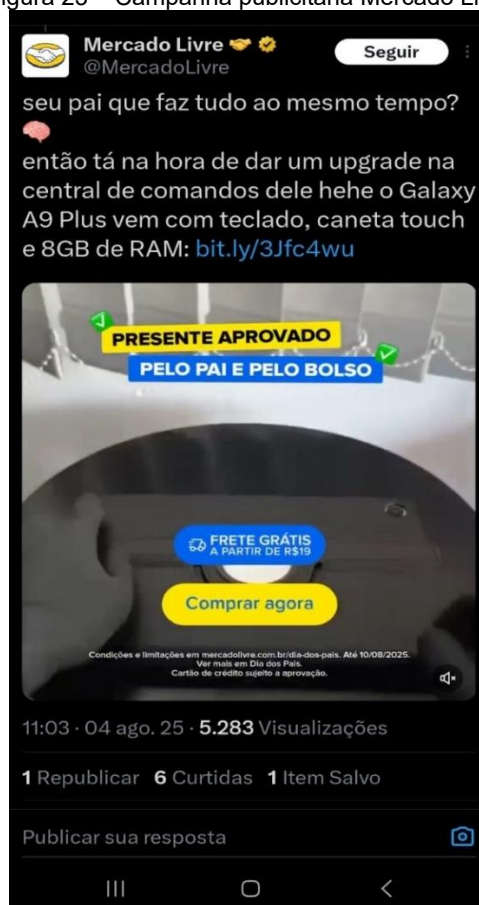 Mercado Livre
Seguir
@MercadoLivre
seu pai que faz tudo ao mesmo tempo?
🧠
então tá na hora de dar um upgrade na
central de comandos dele hehe o Galaxy
A9 Plus vem com teclado, caneta touch
e 8GB de RAM: bit.ly/3Jfc4wu
PRESENTE APROVADO
PELO PAI E PELO BOLSO
FRETE GRÁTIS
A PARTIR DE R$19
Comprar agora
Condições e limitações em mercadolivre.com.br/dia-dos-pais. Até 10/08/2025.
Ver mais em Dia dos Pais.
Cartão de crédito sujeito a aprovação.
11:03 · 04 ago. 25 · 5.283 Visualizações
1 Republicar 6 Curtidas 1 Item Salvo
Publicar sua resposta